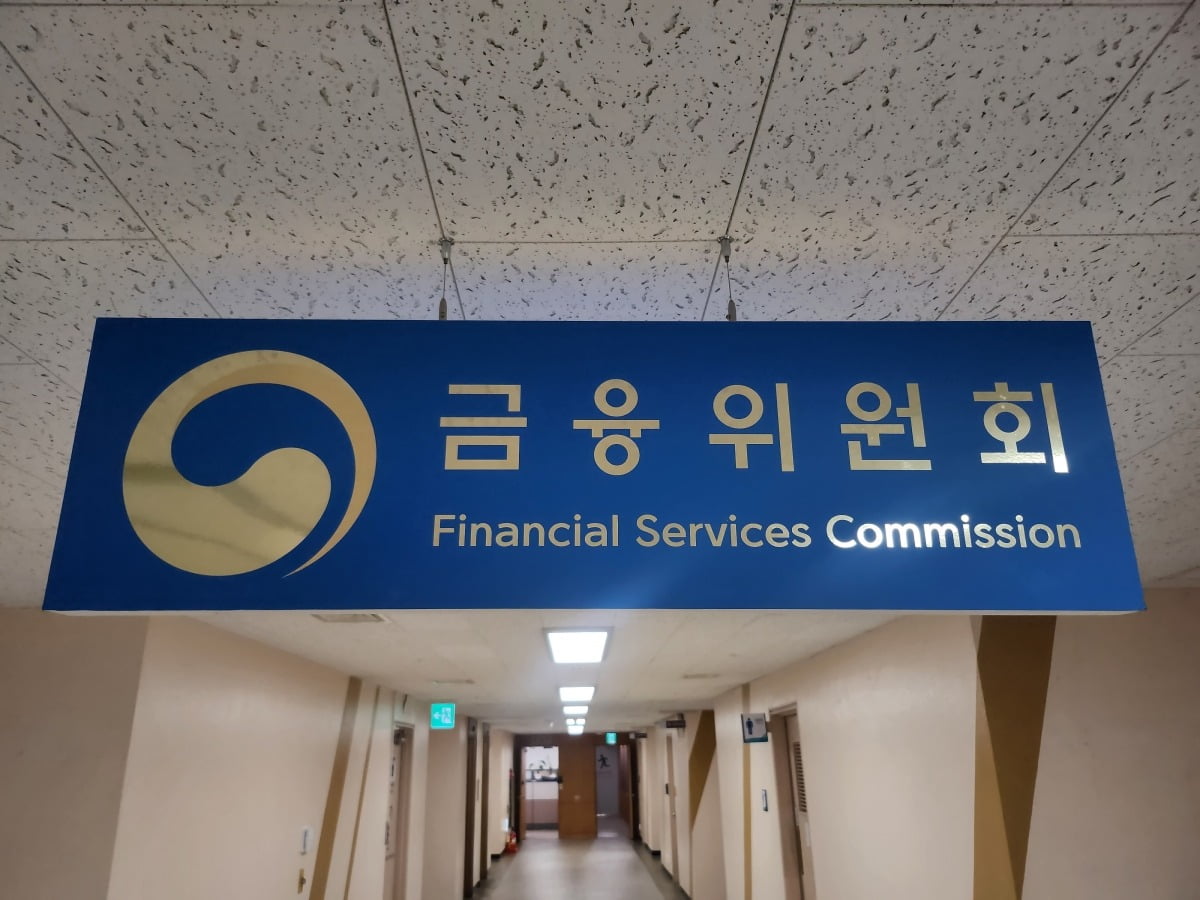 금융위원회
Financial Services Commission